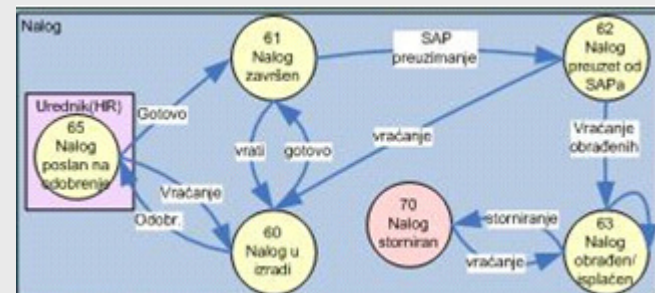 Nalog
61
Nalog
završen
SAP
preuzimanje
62
Nalog
preuzet od
SAPa
Urednik(HR)
65
Nalog
poslan na
odobrenje
Gotovo
vrati
gotovo
vraćanje
Vraćanje
obrađenih
Vraćanje
Odobr.
60
Nalog u
izradi
70
Nalog
storniran
storniranje
vraćanje
63
Nalog
obrađen/
isplaćen